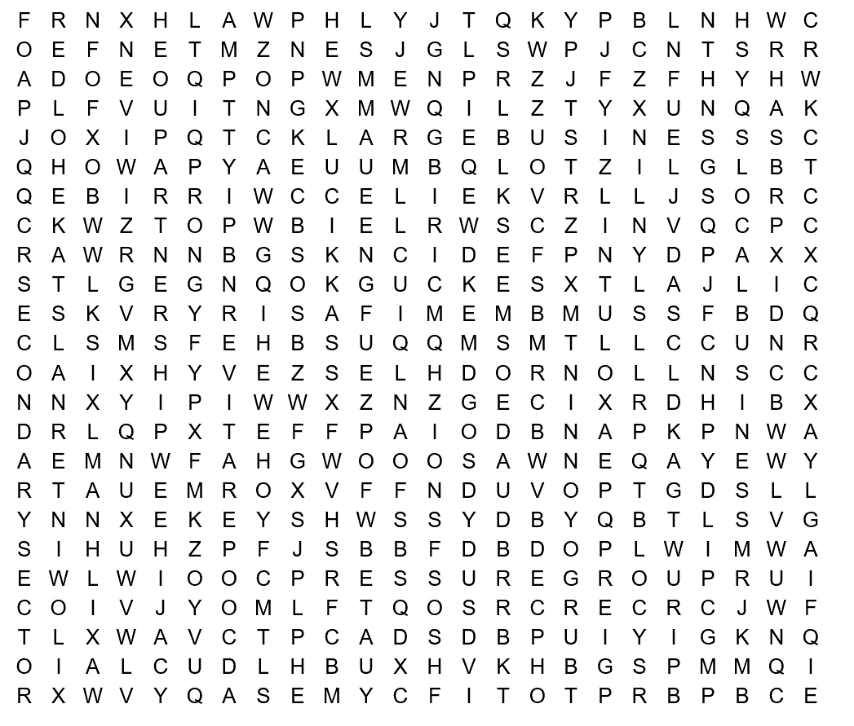 F R N X H L A W P H L Y J T Q K Y P B L N H W C
O E F N E T M Z N E S J G L S W P J C N T S R R
A D O E O Q P O P W M E N P R Z J F Z F H Y H W
P L F V U I T N G X M W Q I L Z T Y X U N Q A K
J O X I P Q T C K L A R G E B U S I N E S S S C
Q H O W A P Y A E U U M B Q L O T Z I L G L B T
Q E B I R R I W C C E L I E K V R L L J S O R C
C K W Z T O P W B I E L R W S C Z I N V Q C P C
R A W R N N B G S K N C I D E F P N Y D P A X X
S T L G E G N Q O K G U C K E S X T L A J L I C
E S K V R Y R I S A F I M E M B M U S S F B D Q
C L S M S F E H B S U Q Q M S M T L L C C U N R
O A I X H Y V E Z S E L H D O R N O L L N S C C
N N X Y I P I W W X Z N Z G E C I X R D H I B X
D R L Q P X T E F F P A I O D B N A P K P N W A
A E M N W F A H G W O O O S A W N E Q A Y E W Y
R T A U E M R O X V F F N D U V O P T G D S L L
Y N N X E K E Y S H W S S Y D B Y Q B T L S V G
S I H U H Z P F J S B B F D B D O P L W I M W A
E W L W I O O C P R E S S U R E G R O U P R U I
C O I V J Y O M L F T Q O S R C R E C R C J W F
T L X W A V C T P C A D S D B P U I Y I G K N Q
O I A L C U D L H B U X H V K H B G S P M M Q I
R X W V Y Q A S E M Y C F I T O T P R B P B C E